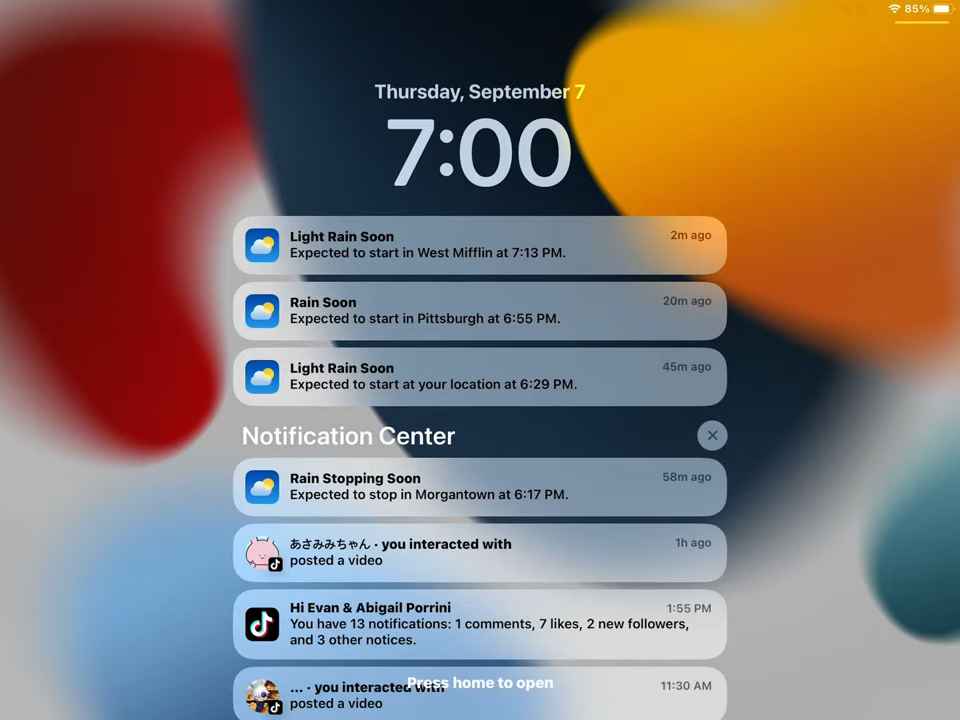 85%
Thursday, September 7
7:00
Light Rain Soon
2m ago
Expected to start in West Mifflin at 7:13 PM.
Rain Soon
20m ago
Expected to start in Pittsburgh at 6:55 PM.
Light Rain Soon
45m ago
Expected to start at your location at 6:29 PM.
Notification Center
Rain Stopping Soon
58m ago
Expected to stop in Morgantown at 6:17 PM.
あさみみちゃん · you interacted with
1h ago
posted a video
Hi Evan & Abigail Porrini
1:55 PM
You have 13 notifications: 1 comments, 7 likes, 2 new followers,
and 3 other notices.
... · you interacted with
11:30 AM
Press home to open
posted a video